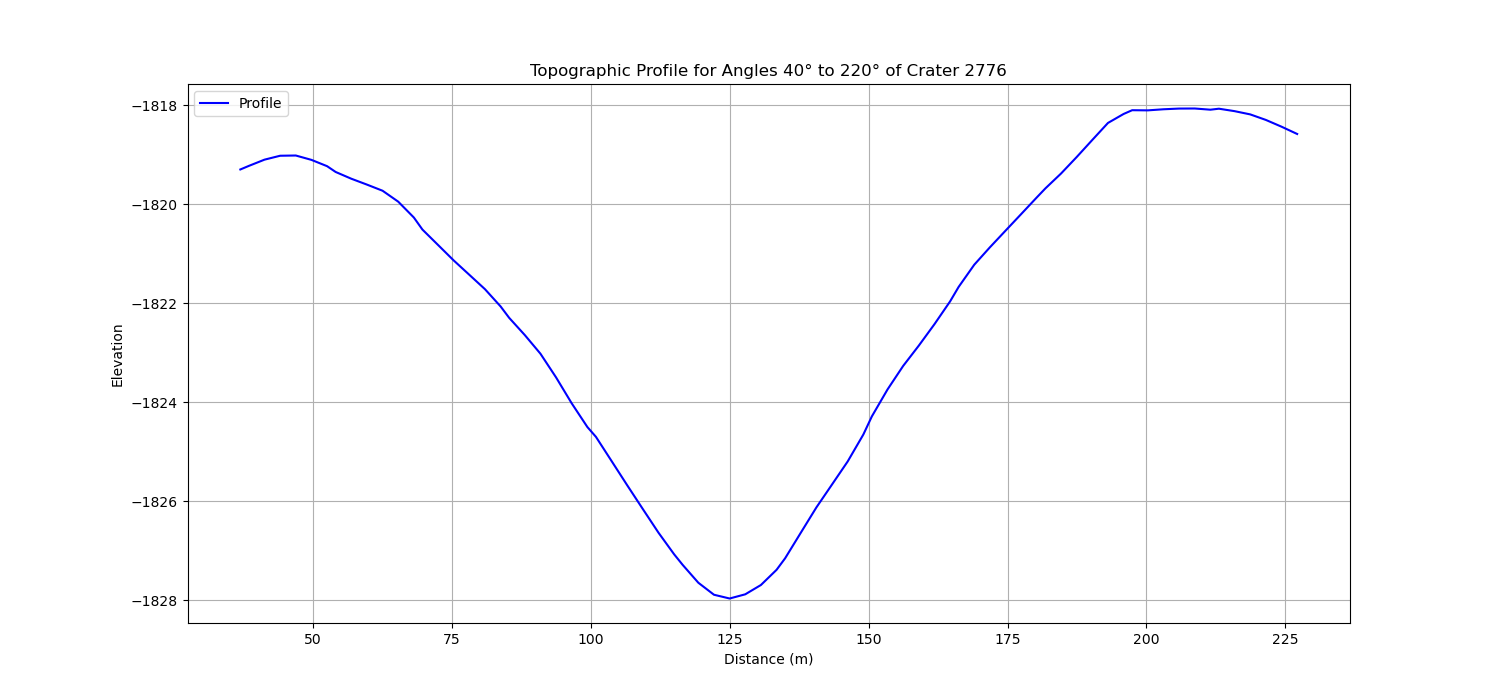 Topographic Profile for Angles 40° to 220° of Crater 2776
Profile
−1818
−1820
−1822
−1824
−1826
−1828
Elevation
50 75 100 125 150 175 200 225
Distance (m)